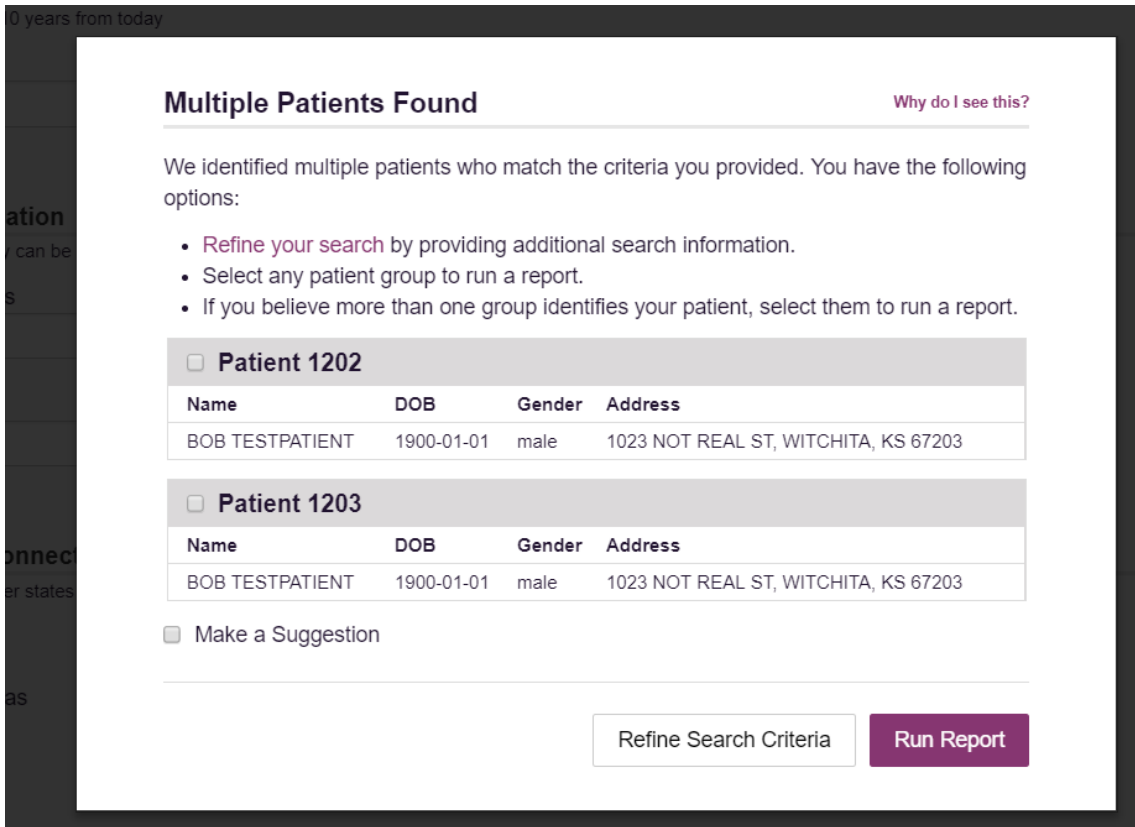 10 years from today
Multiple Patients Found
Why do I see this?
We identified multiple patients who match the criteria you provided. You have the following
options:
• Refine your search by providing additional search information.
• Select any patient group to run a report.
• If you believe more than one group identifies your patient, select them to run a report.
ation
y can be
s
Patient 1202
Name DOB Gender Address
BOB TESTPATIENT 1900-01-01 male 1023 NOT REAL ST, WITCHITA, KS 67203
Patient 1203
Name DOB Gender Address
BOB TESTPATIENT 1900-01-01 male 1023 NOT REAL ST, WITCHITA, KS 67203
onnect
er states
Make a Suggestion
as
Refine Search Criteria
Run Report